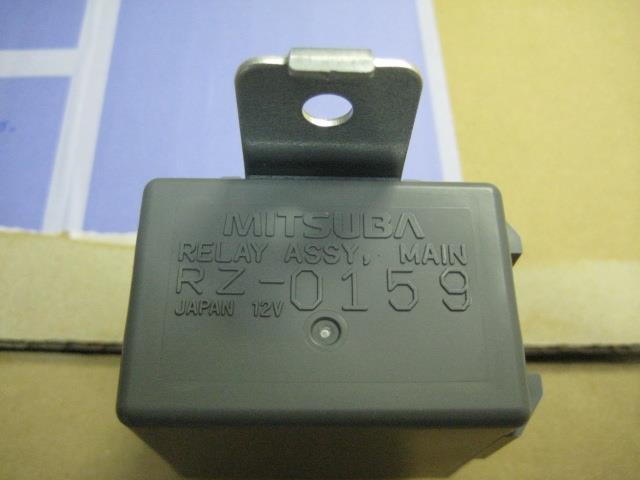 MITSUBA
RELAY ASSY, MAIN
RZ-0159
JAPAN 12V